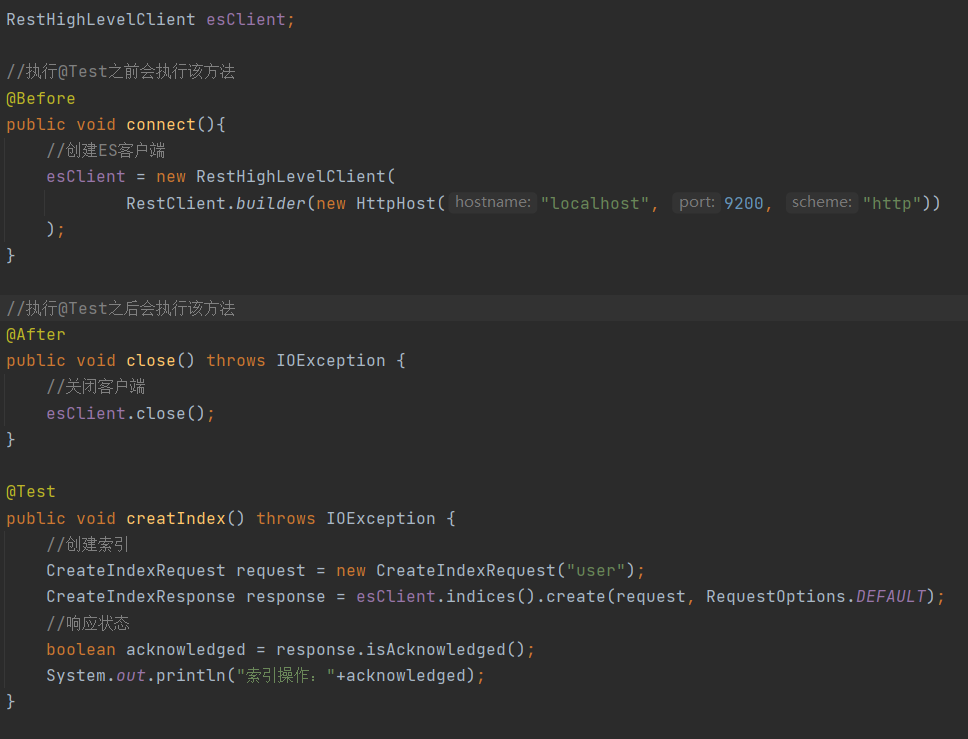 RestHighLevelClient esClient;
//执行@Test之前会执行该方法
@Before
public void connect(){
//创建ES客户端
esClient = new RestHighLevelClient(
RestClient.builder(new HttpHost( hostname: "localhost", port: 9200, scheme: "http"))
);
}
//执行@Test之后会执行该方法
@After
public void close() throws IOException {
//关闭客户端
esClient.close();
}
@Test
public void creatIndex() throws IOException {
//创建索引
CreateIndexRequest request = new CreateIndexRequest("user");
CreateIndexResponse response = esClient.indices().create(request, RequestOptions.DEFAULT);
//响应状态
boolean acknowledged = response.isAcknowledged();
System.out.println("索引操作："+acknowledged);
}